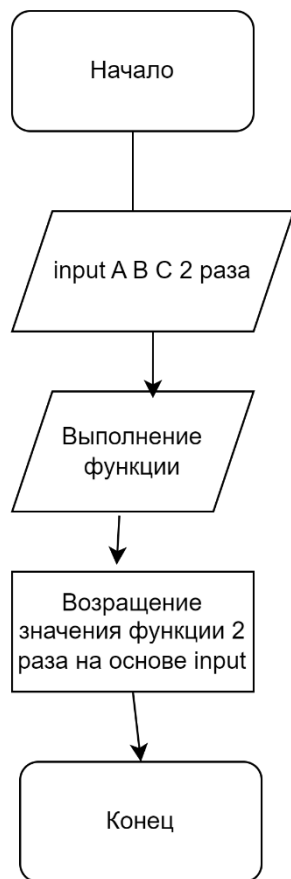 Начало
input A B C 2 раза
Выполнение
функции
Возращение
значения функции 2
раза на основе input
Конец